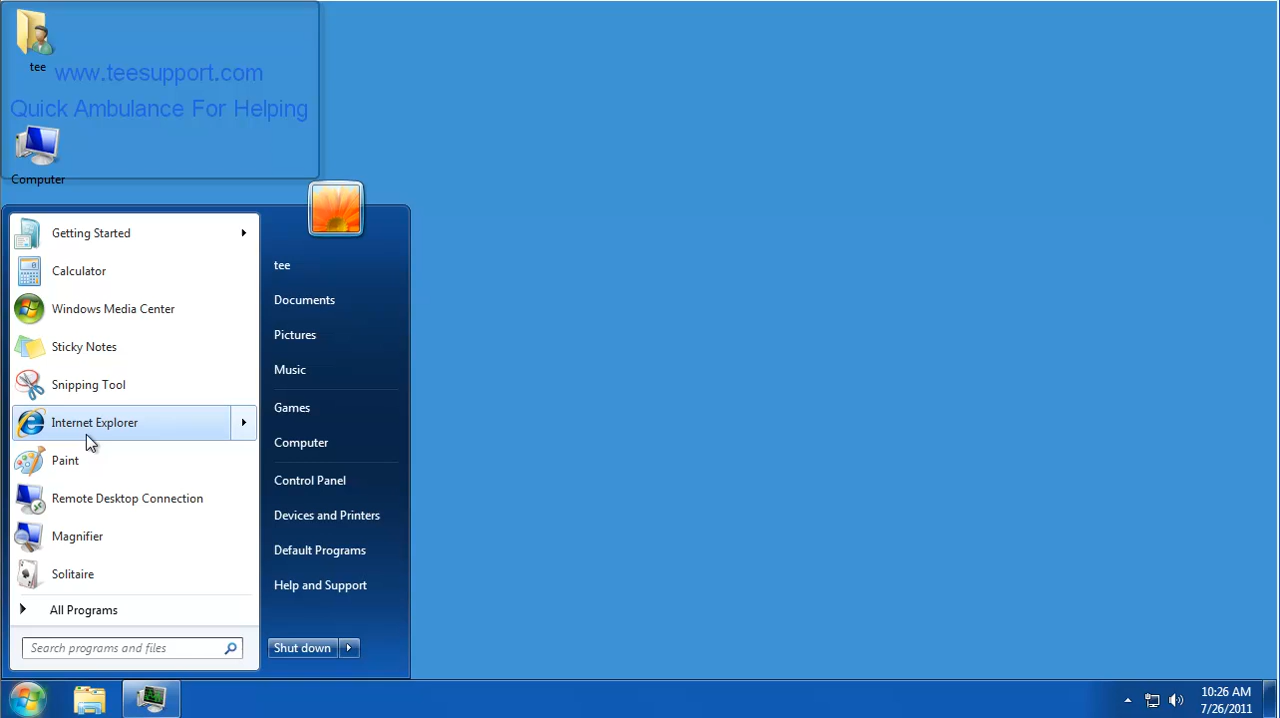 tee
www.teesupport.com
Quick Ambulance For Helping
Computer
Getting Started
Calculator
Windows Media Center
Sticky Notes
Snipping Tool
Internet Explorer
Paint
Remote Desktop Connection
Magnifier
Solitaire
All Programs
Search programs and files
tee
Documents
Pictures
Music
Games
Computer
Control Panel
Devices and Printers
Default Programs
Help and Support
Shut down
10:26 AM
7/26/2011